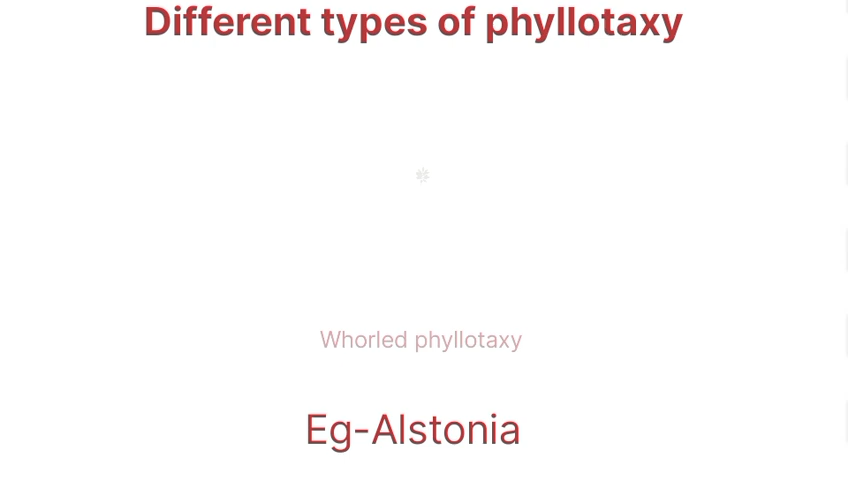 Different types of phyllotaxy
Whorled phyllotaxy
Eg-Alstonia